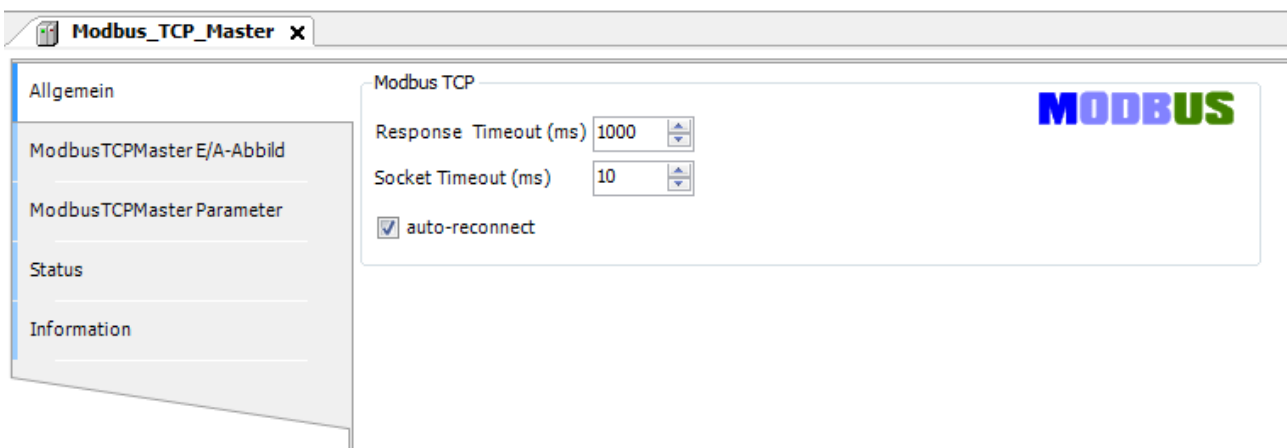 Modbus_TCP_Master x
Allgemein
ModbusTCPMaster E/A-Abbild
ModbusTCPMaster Parameter
Status
Information
Modbus TCP
MODBUS
Response Timeout (ms) 1000
Socket Timeout (ms) 10
auto-reconnect